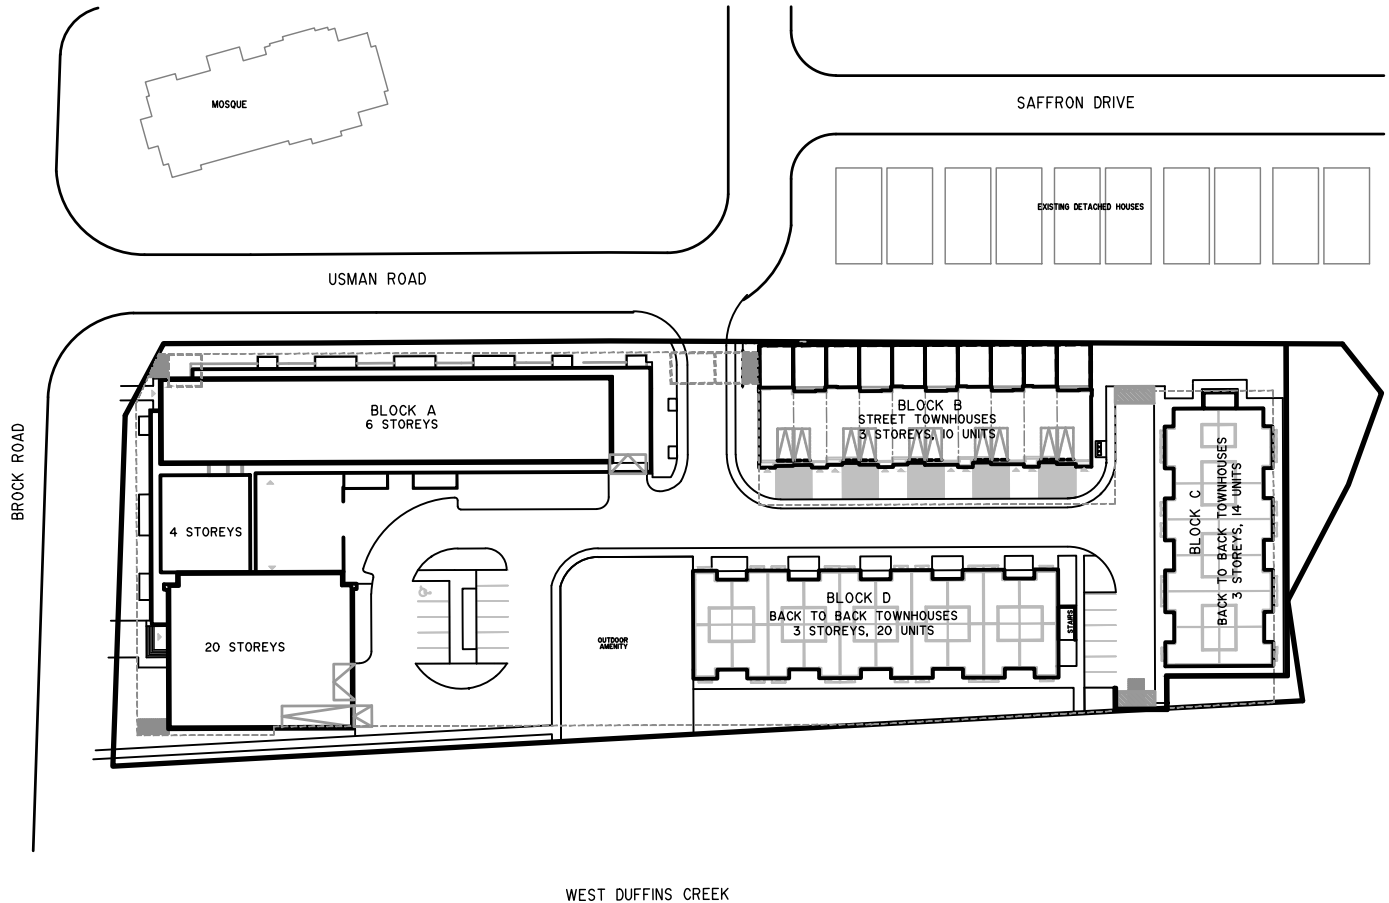 MOSQUE
SAFFRON DRIVE
EXISTING DETACHED HOUSES
USMAN ROAD
BROCK ROAD
BLOCK A
6 STOREYS
BLOCK B
STREET TOWNHOUSES
3 STOREYS, 10 UNITS
BLOCK C
BACK TO BACK TOWNHOUSES
3 STOREYS, 14 UNITS
4 STOREYS
20 STOREYS
OUTDOOR
AMENITY
BLOCK D
BACK TO BACK TOWNHOUSES
3 STOREYS, 20 UNITS
STAIRS
WEST DUFFINS CREEK